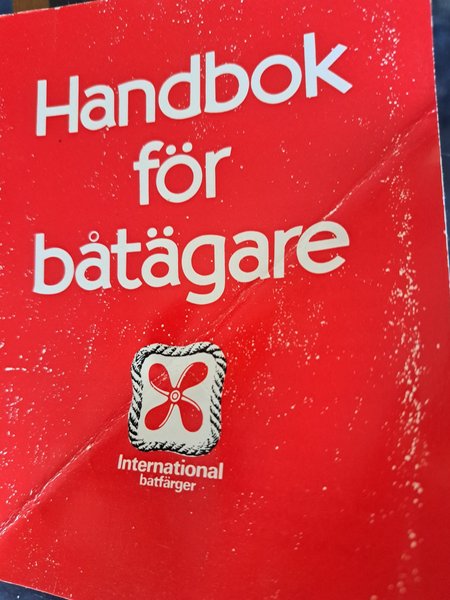 Handbok
för
båtägare
International
batfärger